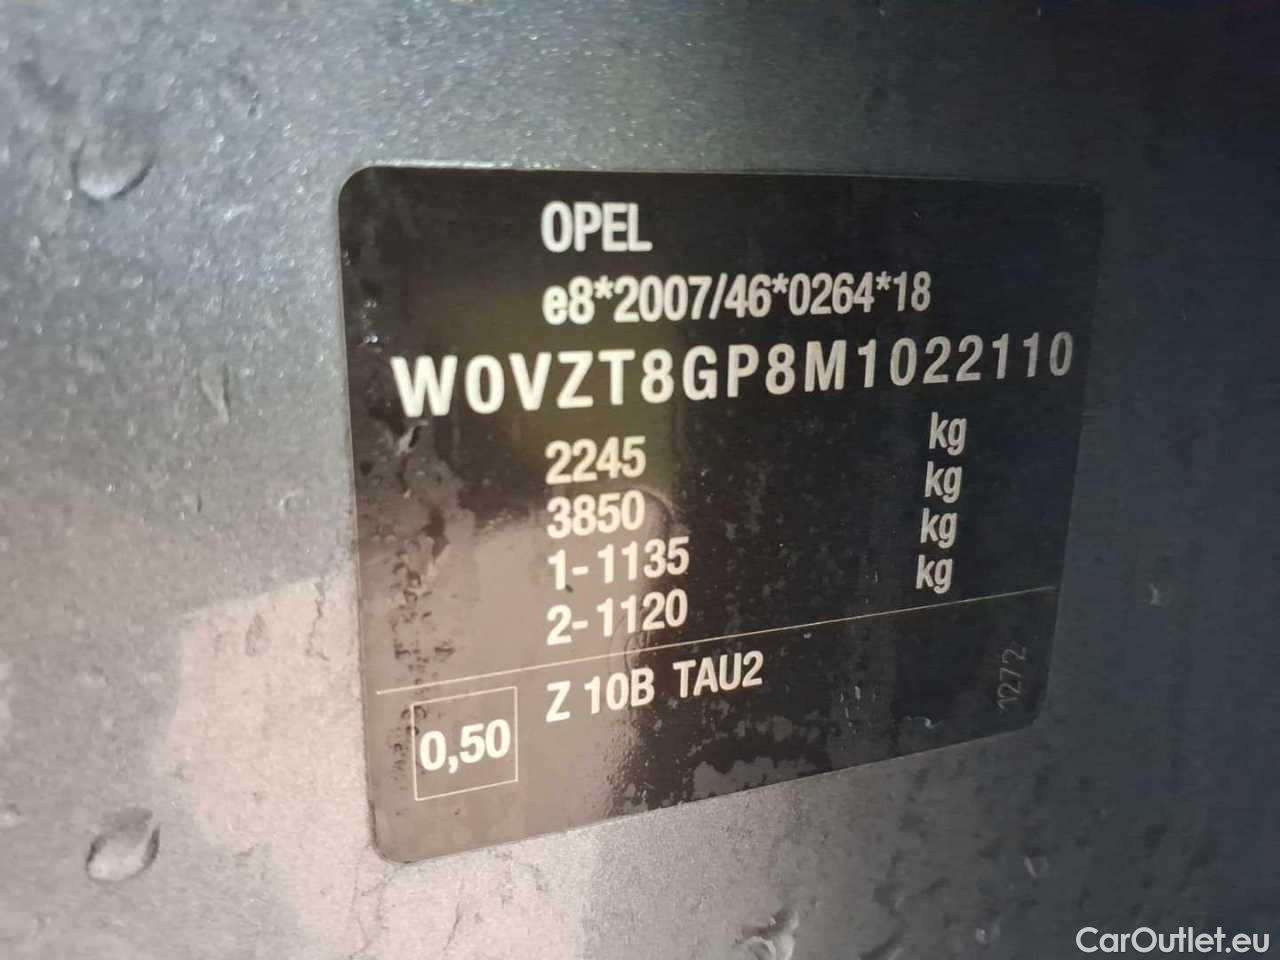 OPEL
e8*2007/46*0264*18
W0VZT8GP8M1022110
2245 kg
3850 kg
1-1135 kg
2-1120 kg
0,50 Z 10B TAU2
1272
CarOutlet.eu